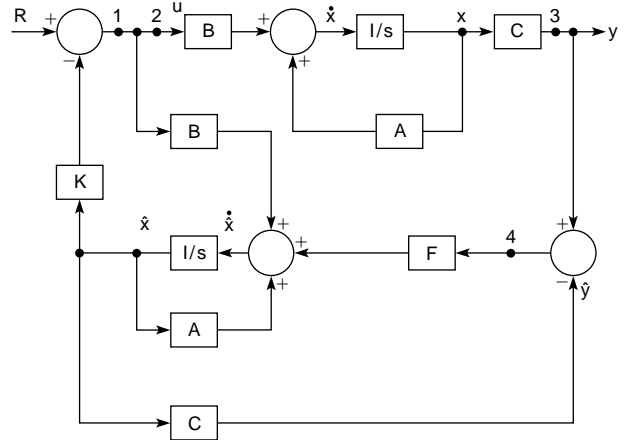 R + 1 2 u B + ẋ I/s x C 3 y
− +
A
B
K
x̂ x̂̇ + +
I/s + F 4 − ŷ
A
C